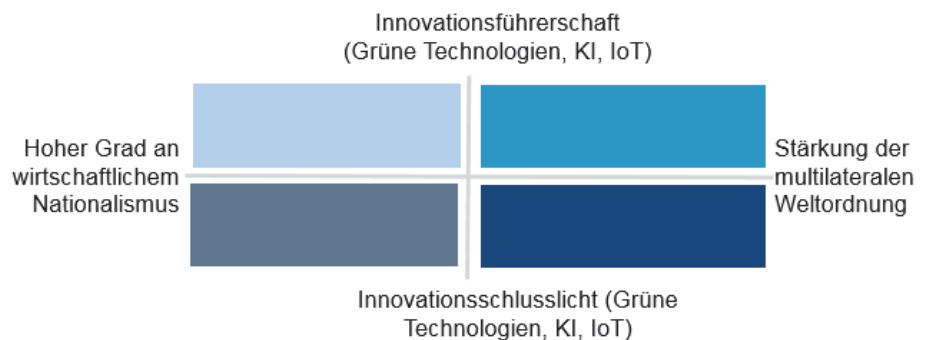 Innovationsführerschaft
(Grüne Technologien, KI, IoT)
Hoher Grad an
wirtschaftlichem
Nationalismus
Stärkung der
multilateralen
Weltordnung
Innovationsschlusslicht (Grüne
Technologien, KI, IoT)